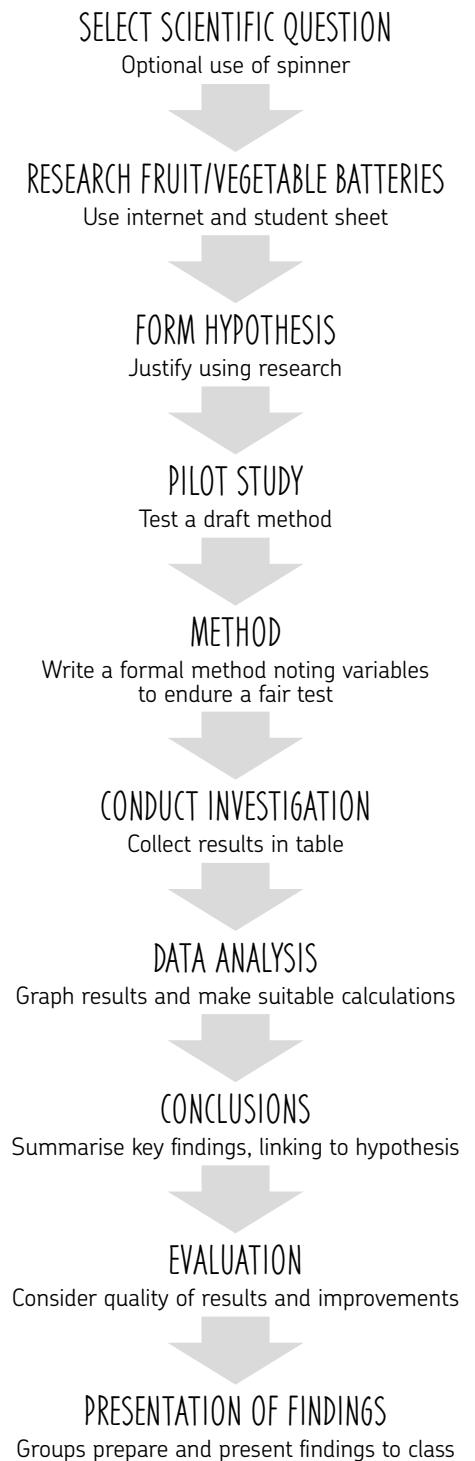 SELECT SCIENTIFIC QUESTION
Optional use of spinner
RESEARCH FRUIT/VEGETABLE BATTERIES
Use internet and student sheet
FORM HYPOTHESIS
Justify using research
PILOT STUDY
Test a draft method
METHOD
Write a formal method noting variables
to endure a fair test
CONDUCT INVESTIGATION
Collect results in table
DATA ANALYSIS
Graph results and make suitable calculations
CONCLUSIONS
Summarise key findings, linking to hypothesis
EVALUATION
Consider quality of results and improvements
PRESENTATION OF FINDINGS
Groups prepare and present findings to class